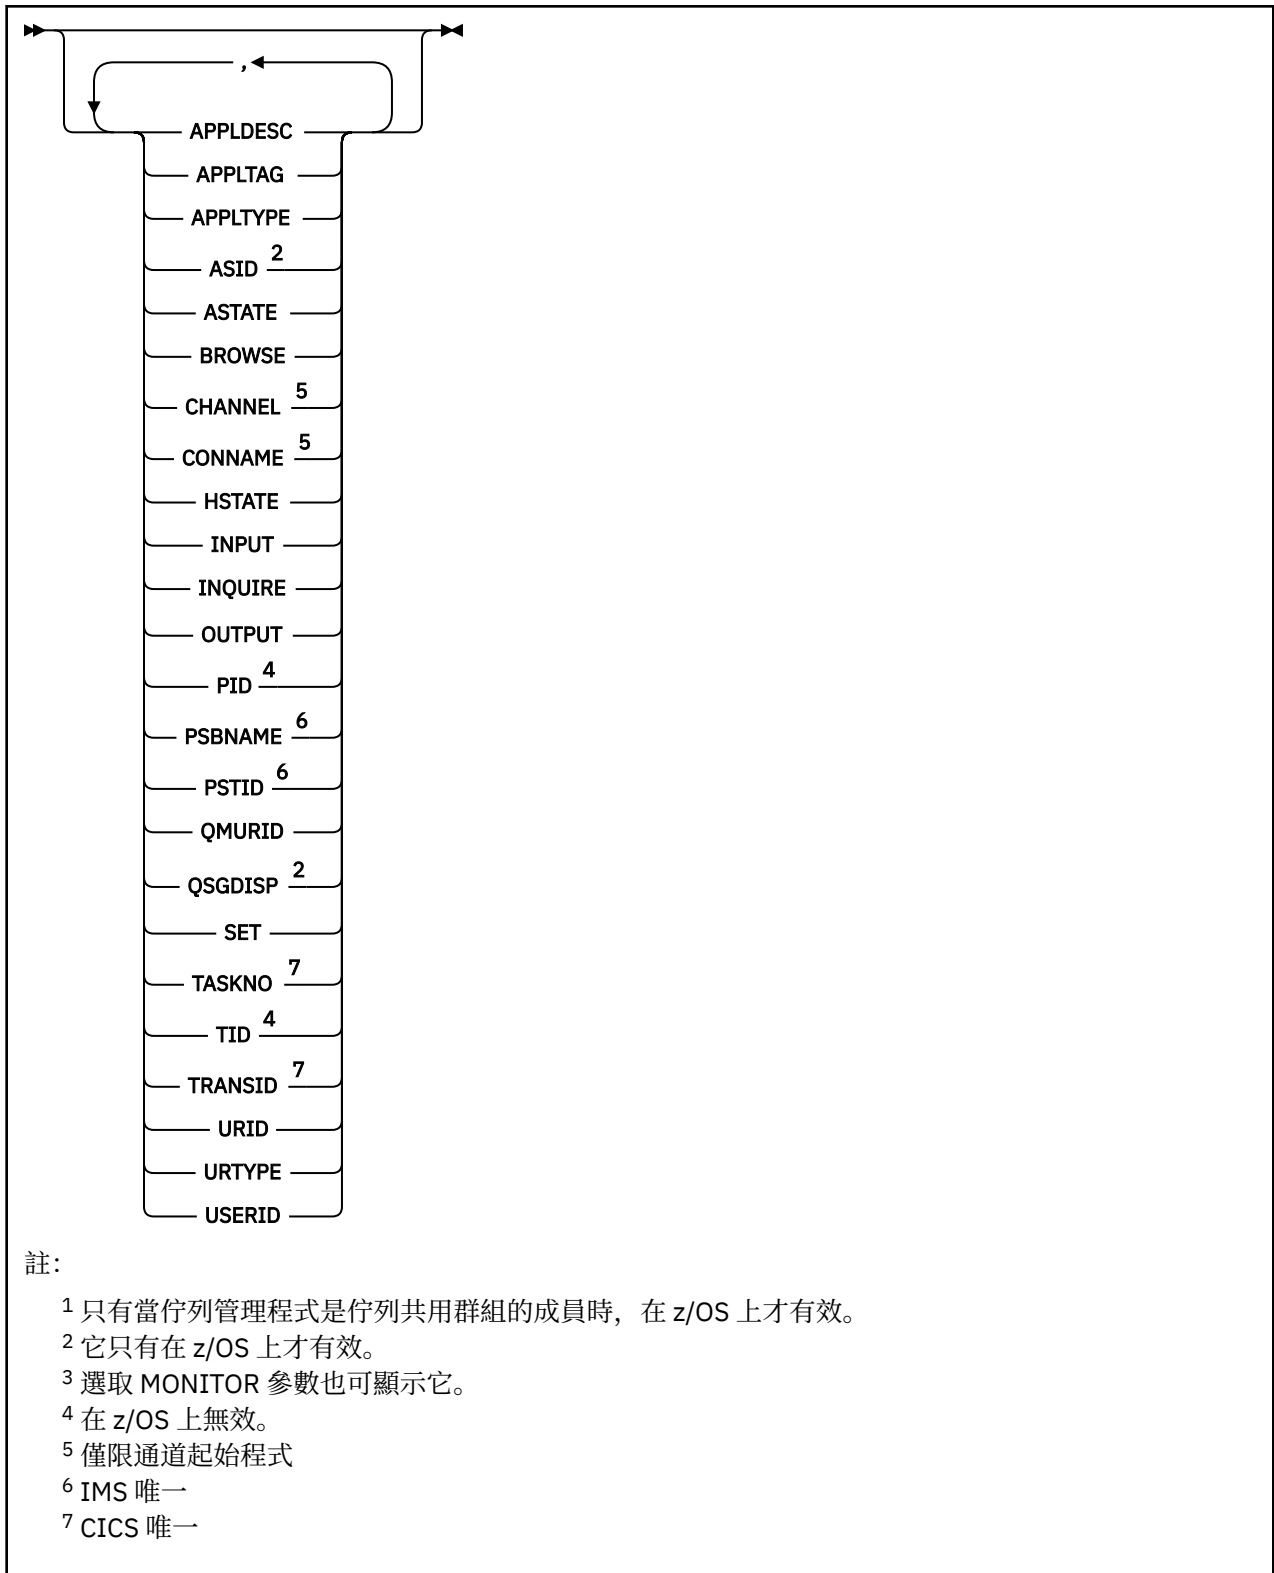 ,
APPLDESC
APPLTAG
APPLTYPE
ASID 2
ASTATE
BROWSE
CHANNEL 5
CONNAME 5
HSTATE
INPUT
INQUIRE
OUTPUT
PID 4
PSBNAME 6
PSTID 6
QMURID
QSGDISP 2
SET
TASKNO 7
TID 4
TRANSID 7
URID
URTYPE
USERID
註：
1 只有當佇列管理程式是佇列共用群組的成員時，在 z/OS 上才有效。
2 它只有在 z/OS 上才有效。
3 選取 MONITOR 參數也可顯示它。
4 在 z/OS 上無效。
5 僅限通道起始程式
6 IMS 唯一
7 CICS 唯一